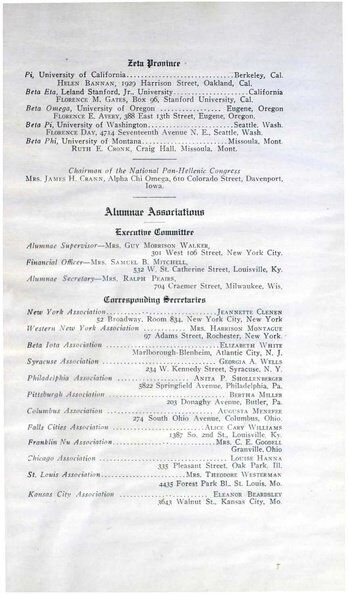 Zeta Province
Pi, University of California......Berkeley, Cal.
HELEN BANNAN, 1929 Harrison Street, Oakland, Cal.
Beta Eta, Leland Stanford, Jr., University......California
FLORENCE M. GATES, Box 96, Stanford University, Cal.
Beta Omega, University of Oregon ...... Eugene, Oregon
FLORENCE E. AVERY, 388 East 13th Street, Eugene, Oregon.
Beta Pi, University of Washington......Seattle, Wash.
FLORENCE DAY, 4714 Seventeenth Avenue N. E., Seattle, Wash.
Beta Phi, University of Montana......Missoula, Mont.
RUTH E. CRONK, Craig Hall, Missoula, Mont.
Chairman of the National Pan-Hellenic Congress
MRS. JAMES H. CRANN, Alpha Chi Omega, 610 Colorado Street, Davenport,
Iowa.
Alumnae Associations
Executive Committee
Alumnae Supervisor—MRS. GUY MORRISON WALKER,
301 West 106 Street, New York City.
Financial Officer—MRS. SAMUEL B. MITCHELL,
532 W. St. Catherine Street, Louisville, Ky.
Alumnae Secretary—MRS. RALPH PEAIRS,
704 Craemer Street, Milwaukee, Wis.
Corresponding Secretaries
New York Association......JEANNETTE CLENEN
52 Broadway, Room 834, New York City, New York
Western New York Association ...... MRS. HARRISON MONTAGUE
97 Adams Street, Rochester, New York.
Beta Iota Association ......ELIZABETH WHITE
Marlborough-Blenheim, Atlantic City, N. J.
Syracuse Association ......GEORGIA A. WELLS
234 W. Kennedy Street, Syracuse, N. Y.
Philadelphia Association ...... ANITA P. SHOLLENBERGER
5822 Springfield Avenue, Philadelphia, Pa.
Pittsburgh Association ......BERTHA MILLER
203 Donaghy Avenue, Butler, Pa.
Columbus Association ...... AUGUSTA MENEFEE
274 South Ohio Avenue, Columbus, Ohio.
Falls Cities Association ......ALICE CARY WILLIAMS
1387 So. 2nd St., Louisville, Ky.
Franklin Nu Association......MRS. C. E. GOODELL
Granville, Ohio
Chicago Association ...... LOUISE HANNA
335 Pleasant Street, Oak Park, Ill.
St. Louis Association......MRS. THEODORE WESTERMAN
4435 Forest Park Bl., St. Louis, Mo.
Kansas City Association ...... ELEANOR BEARDSLEY
3643 Walnut St., Kansas City, Mo.